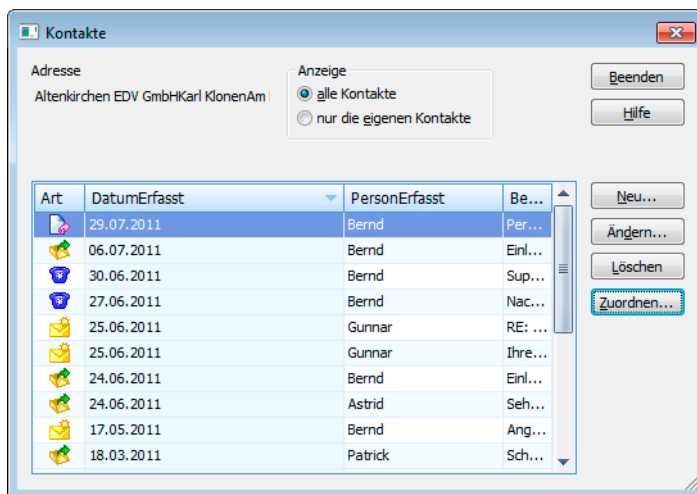 Kontakte
Adresse
Altenkirchen EDV GmbHKarl KlonenAm
Anzeige
alle Kontakte
nur die eigenen Kontakte
Beenden
Hilfe
Art DatumErfasst PersonErfasst Be...
29.07.2011 Bernd Per...
06.07.2011 Bernd Einl...
30.06.2011 Bernd Sup...
27.06.2011 Bernd Nac...
25.06.2011 Gunnar RE: ...
25.06.2011 Gunnar Ihre...
24.06.2011 Bernd Einl...
24.06.2011 Astrid Seh...
17.05.2011 Bernd Ang...
18.03.2011 Patrick Sch...
Neu...
Ändern...
Löschen
Zuordnen...